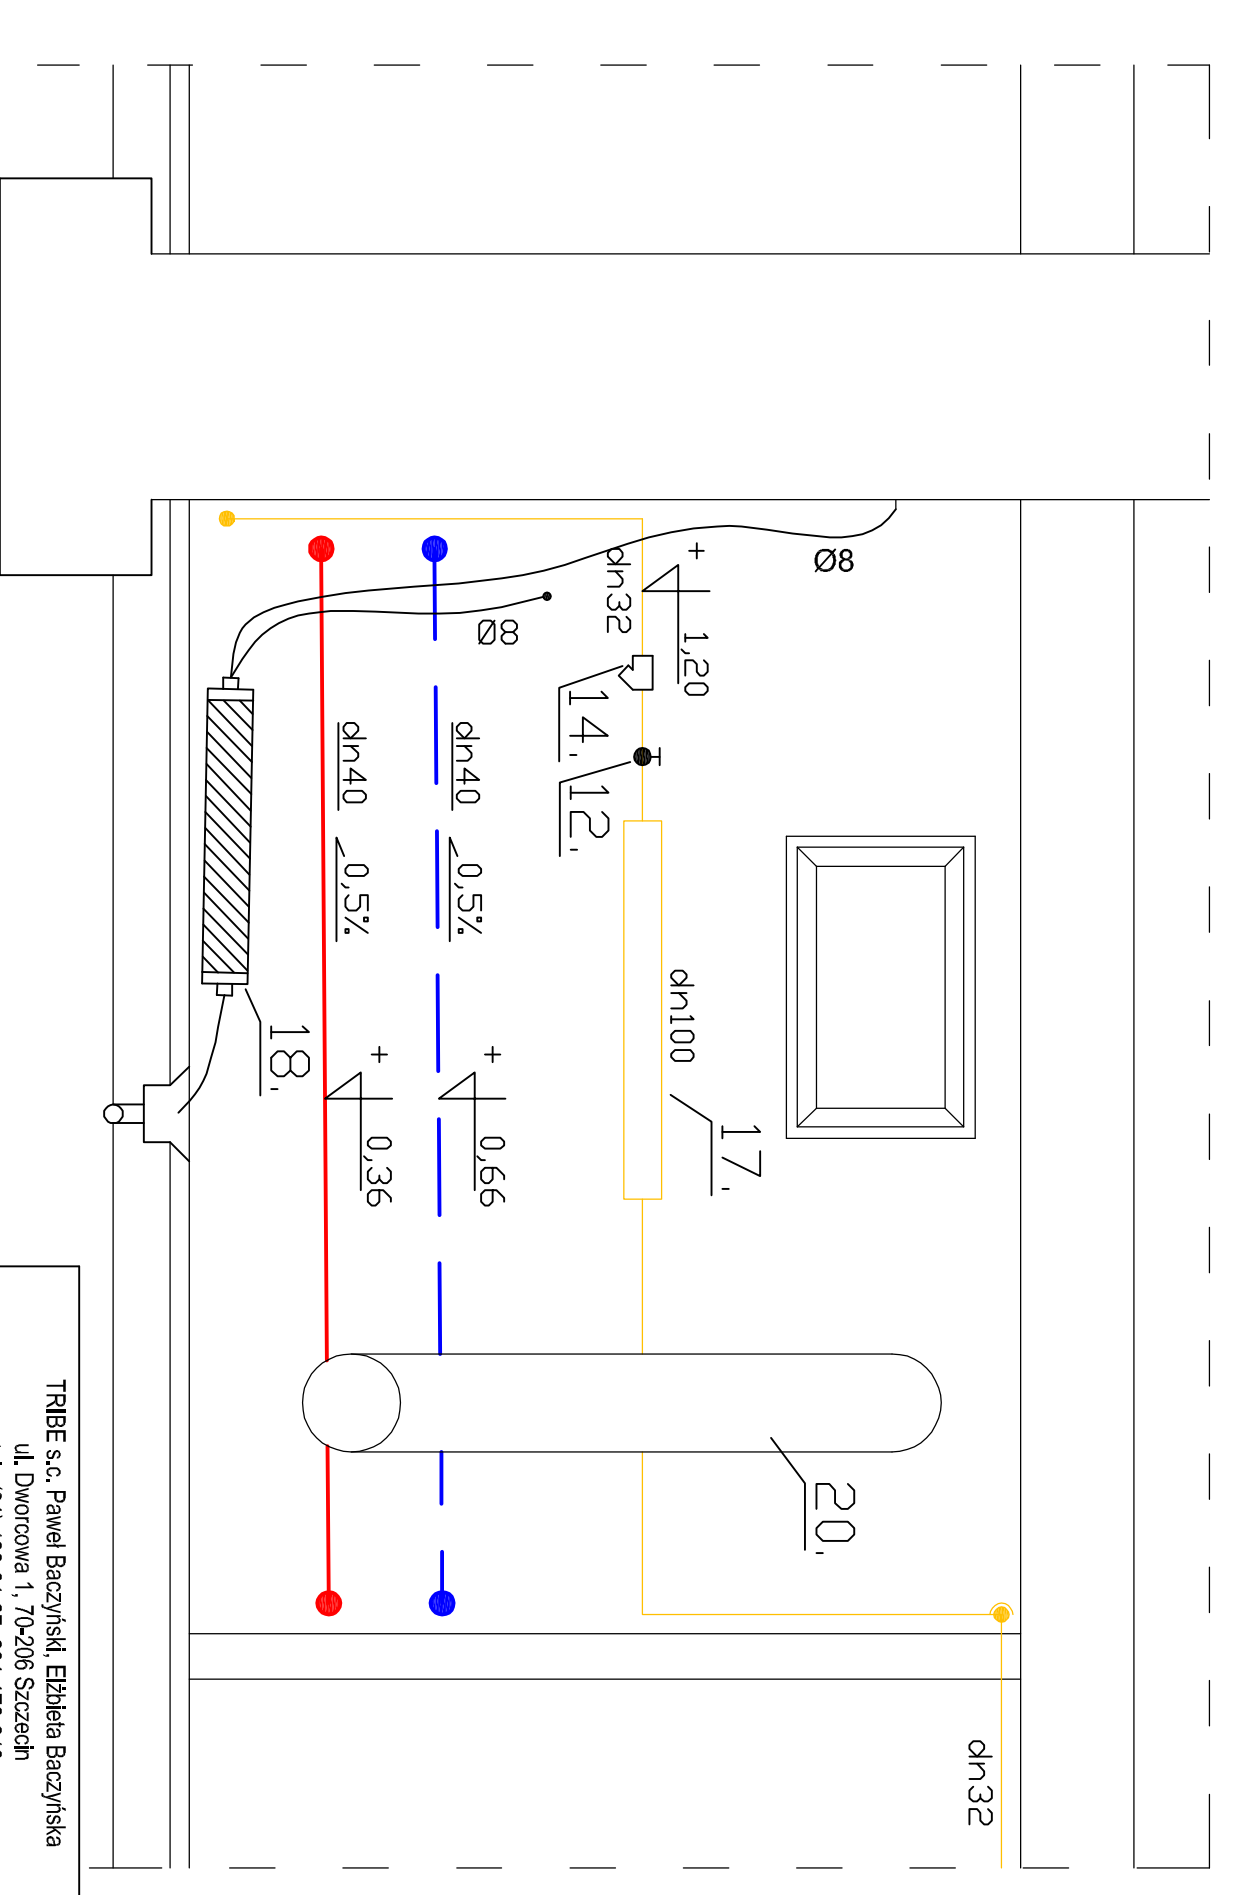 dn32
Ø8
20.
17.
+ 1,20
dn100
dn32
14. 12.
Ø8
+ 0,66
dn40 0,5%
+ 0,36
dn40 0,5%
18.
TRIBE s.c. Paweł Baczyński, Elżbieta Baczyńska
ul. Dworcowa 1, 70-206 Szczecin